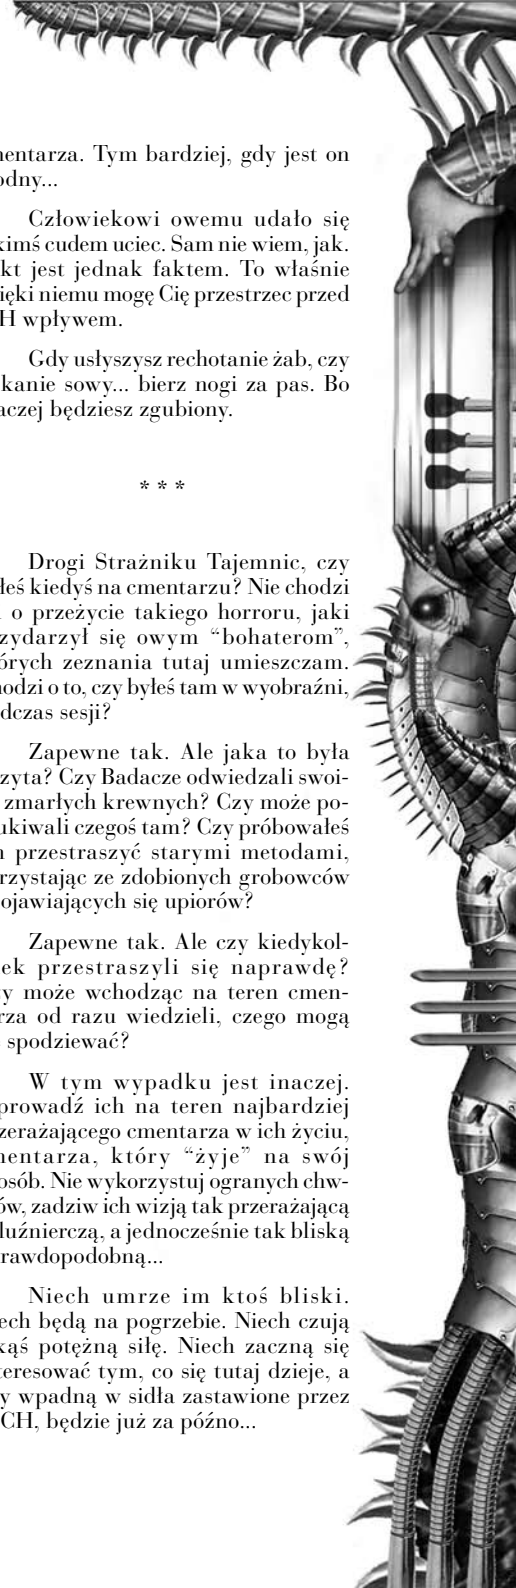 nentarza. Tym bardziej, gdy jest on
odny...
Człowiekowi owemu udało się
kimś cudem uciec. Sam nie wiem, jak.
kt jest jednak faktem. To właśnie
ięki niemu mogę Cię przestrzec przed
H wpływem.
Gdy usłyszysz rechotanie żab, czy
kanie sowy... bierz nogi za pas. Bo
aczej będziesz zgubiony.
* * *
Drogi Strażniku Tajemnic, czy
łeś kiedyś na cmentarzu? Nie chodzi
o przeżycie takiego horroru, jaki
zydarzył się owym “bohaterom”,
órych zeznania tutaj umieszczam.
hodzi o to, czy byłeś tam w wyobraźni,
dczas sesji?
Zapewne tak. Ale jaka to była
zyta? Czy Badacze odwiedzali swoi-
zmarłych krewnych? Czy może po-
ukiwali czegoś tam? Czy próbowałeś
h przestraszyć starymi metodami,
rzystając ze zdobionych grobowców
ojawiających się upiorów?
Zapewne tak. Ale czy kiedykol-
ek przestraszyli się naprawdę?
y może wchodząc na teren cmen-
rza od razu wiedzieli, czego mogą
spodziewać?
W tym wypadku jest inaczej.
prowadź ich na teren najbardziej
zerażającego cmentarza w ich życiu,
nentarza, który “żyje” na swój
osób. Nie wykorzystuj ogranych chw-
ów, zadziw ich wizją tak przerażającą
luźnierczą, a jednocześnie tak bliską
rawdopodobną...
Niech umrze im ktoś bliski.
ech będą na pogrzebie. Niech czują
kąś potężną siłę. Niech zaczną się
teresować tym, co się tutaj dzieje, a
y wpadną w sidła zastawione przez
CH, będzie już za późno...